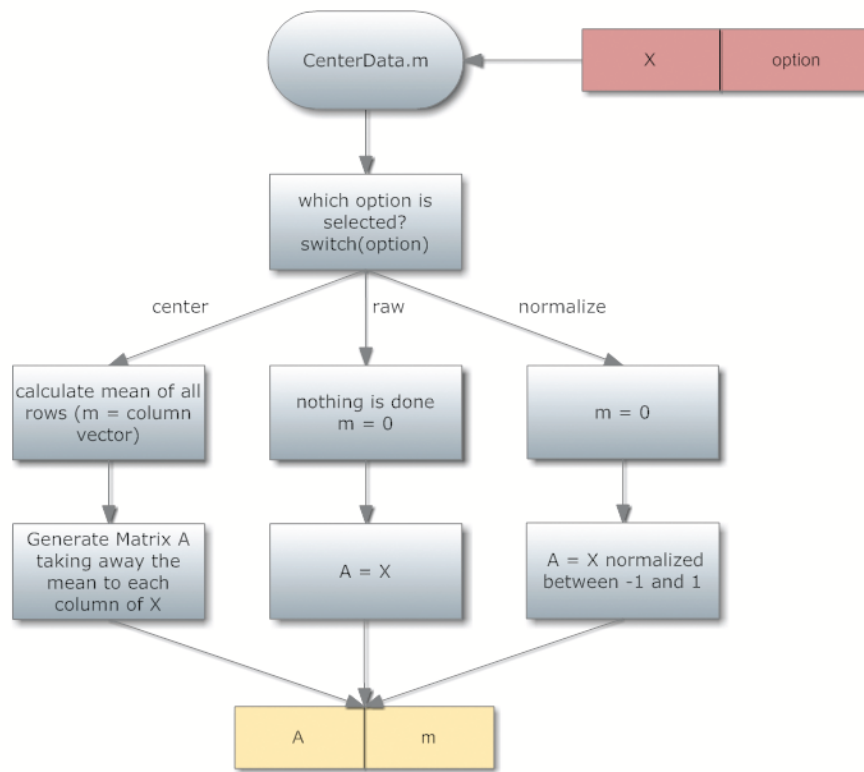 CenterData.m
X
option
which option is
selected?
switch(option)
center
raw
normalize
calculate mean of all
rows (m = column
vector)
nothing is done
m = 0
m = 0
Generate Matrix A
taking away the
mean to each
column of X
A = X
A = X normalized
between -1 and 1
A
m